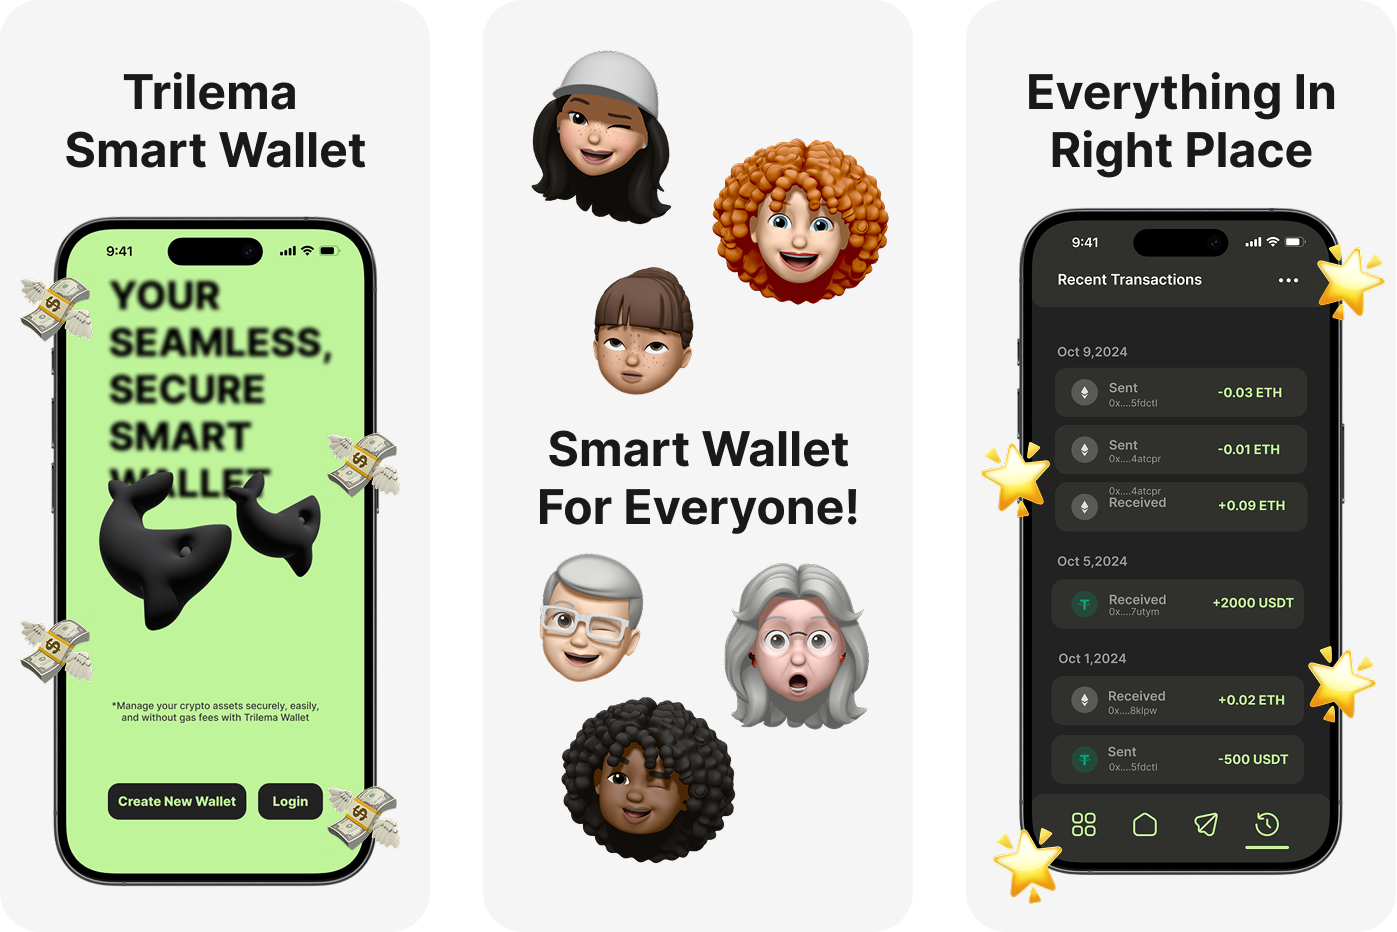 Trilema
Smart Wallet
9:41
YOUR
SEAMLESS,
SECURE
SMART
WALLET
*Manage your crypto assets securely, easily,
and without gas fees with Trilema Wallet
Create New Wallet
Login
Smart Wallet
For Everyone!
Everything In
Right Place
9:41
Recent Transactions
Oct 9,2024
Sent
0x....5fdctl
-0.03 ETH
Sent
0x....4atcpr
-0.01 ETH
0x....4atcpr
Received
+0.09 ETH
Oct 5,2024
Received
0x....7utym
+2000 USDT
Oct 1,2024
Received
0x....8klpw
+0.02 ETH
Sent
0x....5fdctl
-500 USDT